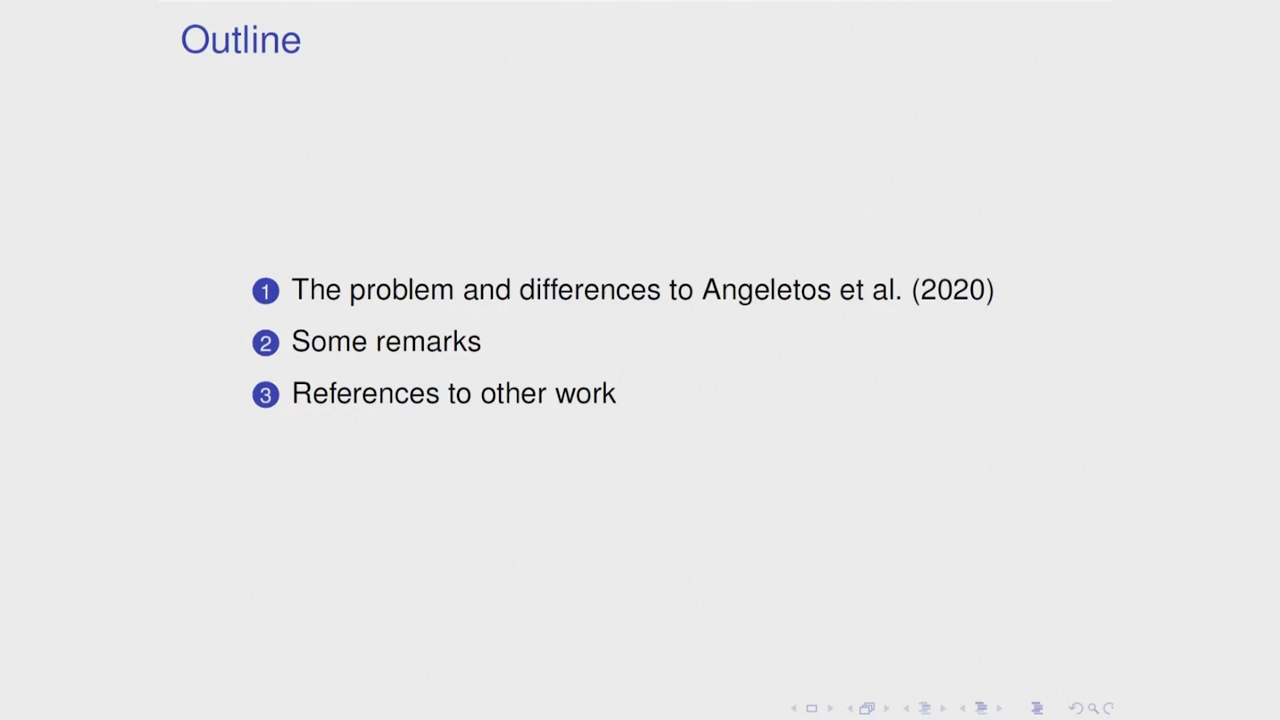 Outline
1 The problem and differences to Angeletos et al. (2020)
2 Some remarks
3 References to other work